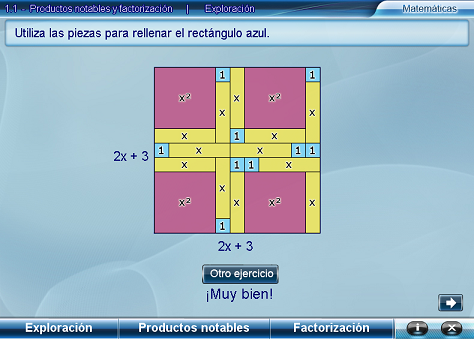 1.1 - Productos notables y factorización | Exploración Matemáticas
Utiliza las piezas para rellenar el rectángulo azul.
1 1
x² x x²
x x
x 1 x
1 x x 1 1
2x + 3
x 1 1 x
x² x x x² x
1
2x + 3
Otro ejercicio
¡Muy bien!
Exploración Productos notables Factorización